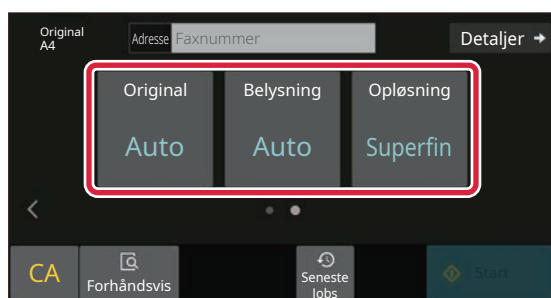 Original
A4
Adresse Faxnummer
Detaljer
Original Belysning Opløsning
Auto Auto Superfin
CA
Forhåndsvis
Seneste
Jobs
Start